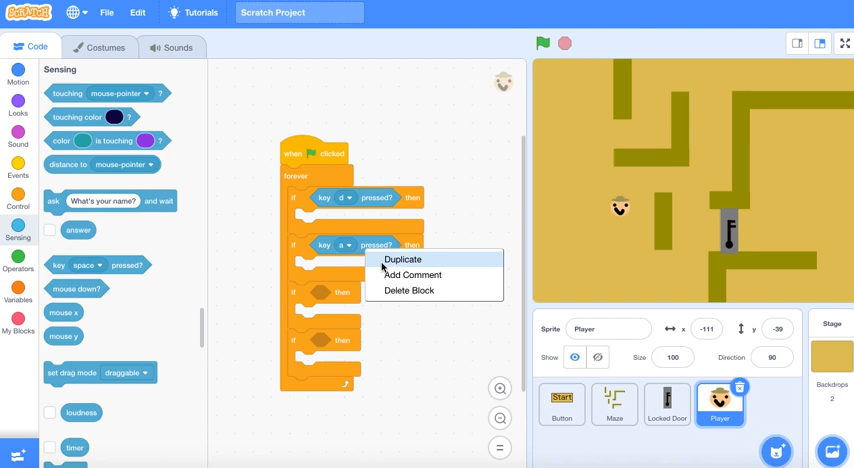 SCRATCH
File
Edit
Tutorials
Scratch Project
Code
Costumes
Sounds
Motion
Looks
Sound
Events
Control
Sensing
Operators
Variables
My Blocks
Sensing
touching mouse-pointer ?
touching color ?
color is touching ?
distance to mouse-pointer
ask What's your name? and wait
answer
key space pressed?
mouse down?
mouse x
mouse y
set drag mode draggable
loudness
timer
when clicked
forever
if key d pressed? then
if key a pressed? then
if then
if then
Duplicate
Add Comment
Delete Block
Sprite Player x -111 y -39
Show Size 100 Direction 90
Button
Maze
Locked Door
Player
Start
Stage
Backdrops
2